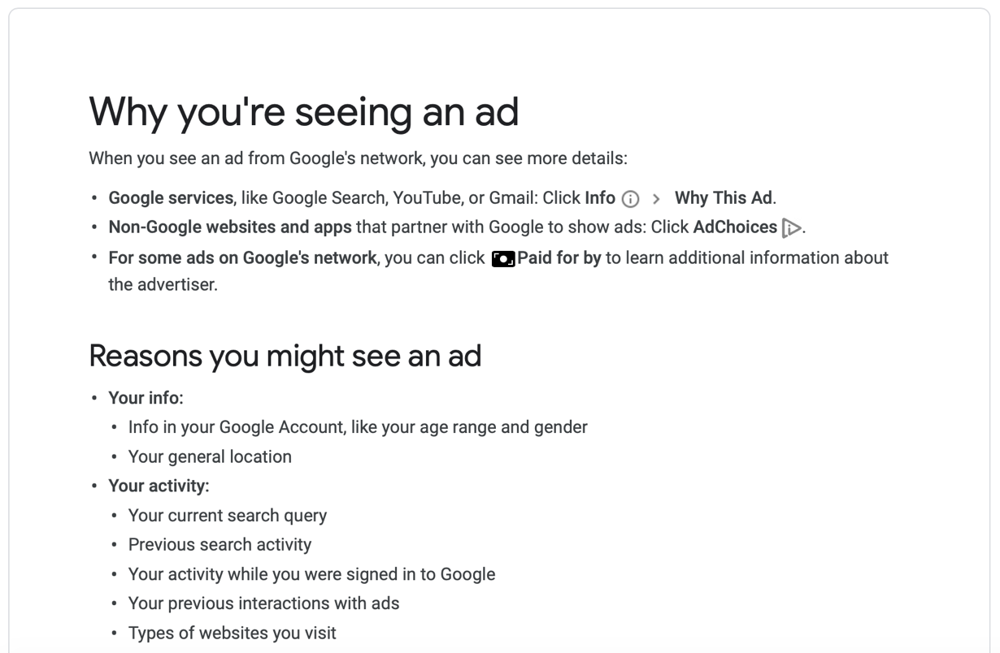 Why you're seeing an ad
When you see an ad from Google's network, you can see more details:
• Google services, like Google Search, YouTube, or Gmail: Click Info > Why This Ad.
• Non-Google websites and apps that partner with Google to show ads: Click AdChoices.
• For some ads on Google's network, you can click Paid for by to learn additional information about
the advertiser.
Reasons you might see an ad
• Your info:
• Info in your Google Account, like your age range and gender
• Your general location
• Your activity:
• Your current search query
• Previous search activity
• Your activity while you were signed in to Google
• Your previous interactions with ads
• Types of websites you visit